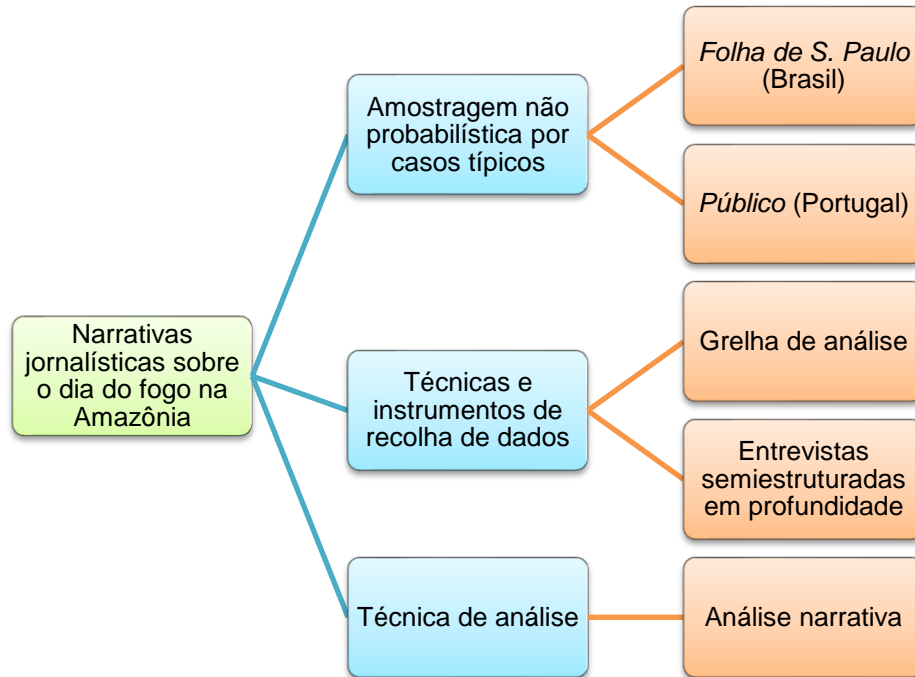 Narrativas
jornalísticas sobre
o dia do fogo na
Amazônia
Amostragem não
probabilística por
casos típicos
Folha de S. Paulo
(Brasil)
Público (Portugal)
Técnicas e
instrumentos de
recolha de dados
Grelha de análise
Entrevistas
semiestruturadas
em profundidade
Técnica de análise
Análise narrativa